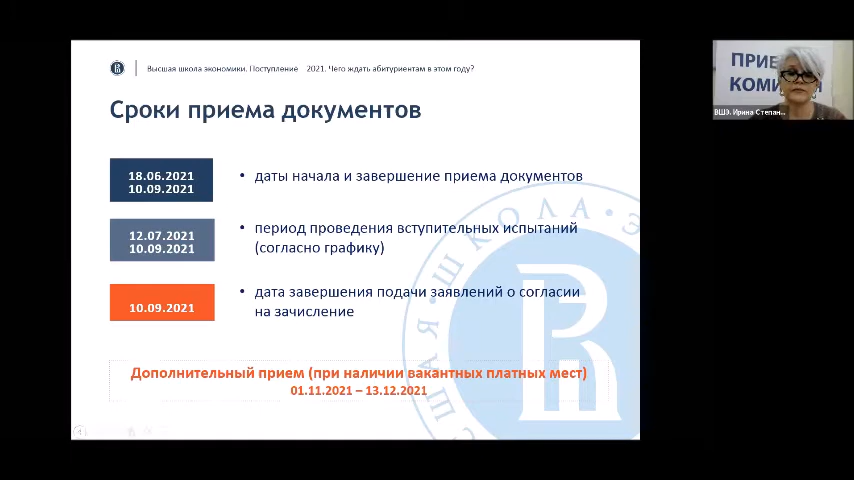 Высшая школа экономики. Поступление 2021. Чего ждать абитуриентам в этом году?
Сроки приема документов
18.06.2021
10.09.2021
• даты начала и завершение приема документов
12.07.2021
10.09.2021
• период проведения вступительных испытаний
(согласно графику)
10.09.2021
• дата завершения подачи заявлений о согласии
на зачисление
Дополнительный прием (при наличии вакантных платных мест)
01.11.2021 – 13.12.2021
ШКОЛА
ВШЭ. Ирина Степан...